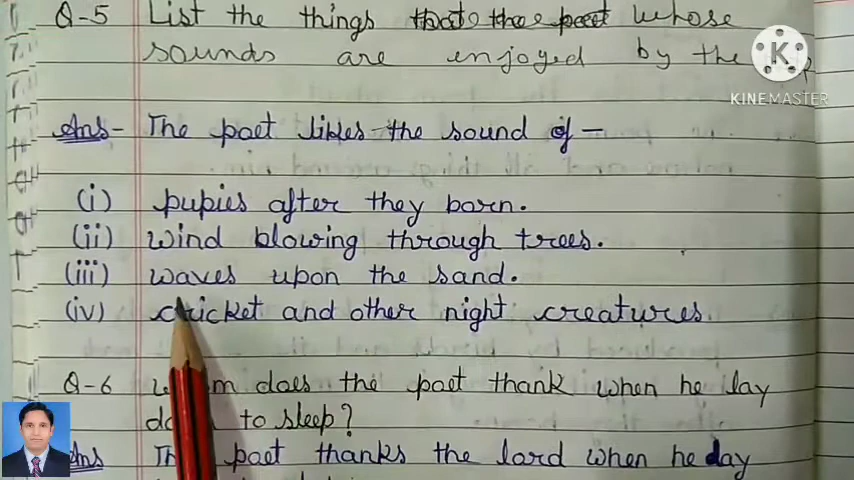 Q-5 List the things whose
sounds are enjoyed by the
KINEMASTER
Ans- The poet likes the sound of -
(i) pupies after they born.
(ii) wind blowing through trees.
(iii) waves upon the sand.
(iv) cricket and other night creatures.
Q-6 does the poet thank when he lay
to sleep?
Ans The poet thanks the lord when he lay